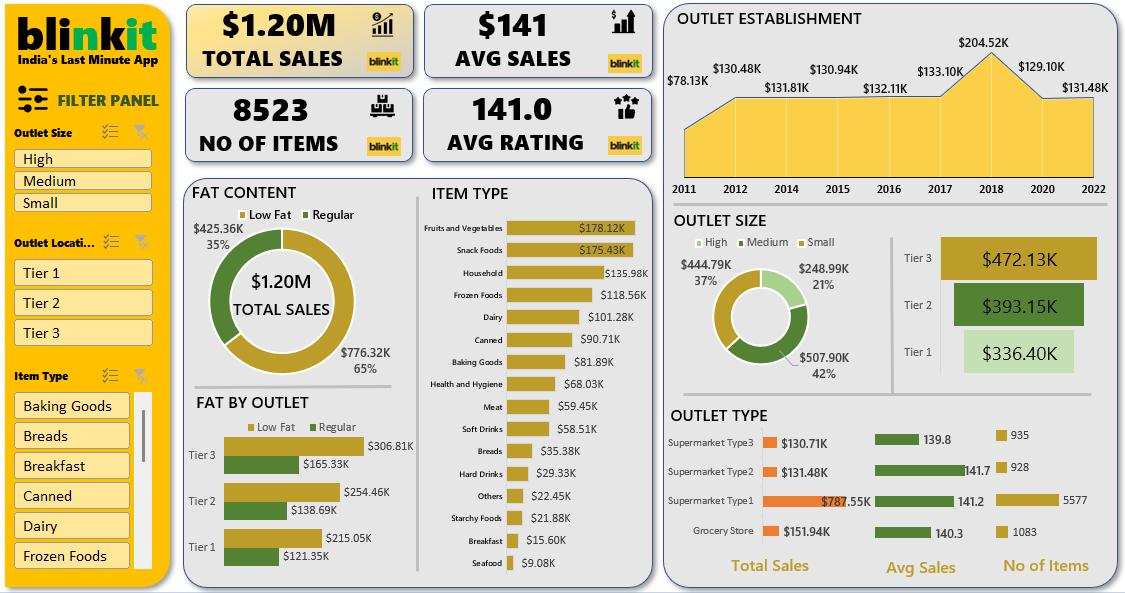 blinkit
India's Last Minute App
FILTER PANEL
Outlet Size
High
Medium
Small
Outlet Locati...
Tier 1
Tier 2
Tier 3
Item Type
Baking Goods
Breads
Breakfast
Canned
Dairy
Frozen Foods
$1.20M
TOTAL SALES
blinkit
$141
AVG SALES
blinkit
8523
NO OF ITEMS
blinkit
141.0
AVG RATING
blinkit
FAT CONTENT
Low Fat Regular
$425.36K
35%
$1.20M
TOTAL SALES
$776.32K
65%
FAT BY OUTLET
Low Fat Regular
Tier 3 $306.81K
$165.33K
Tier 2 $254.46K
$138.69K
Tier 1 $215.05K
$121.35K
ITEM TYPE
Fruits and Vegetables $178.12K
Snack Foods $175.43K
Household $135.98K
Frozen Foods $118.56K
Dairy $101.28K
Canned $90.71K
Baking Goods $81.89K
Health and Hygiene $68.03K
Meat $59.45K
Soft Drinks $58.51K
Breads $35.38K
Hard Drinks $29.33K
Others $22.45K
Starchy Foods $21.88K
Breakfast $15.60K
Seafood $9.08K
OUTLET ESTABLISHMENT
$78.13K $130.48K $131.81K $130.94K $132.11K $133.10K $204.52K $129.10K $131.48K
2011 2012 2014 2015 2016 2017 2018 2020 2022
OUTLET SIZE
High Medium Small
$444.79K
37%
$248.99K
21%
$507.90K
42%
Tier 3 $472.13K
Tier 2 $393.15K
Tier 1 $336.40K
OUTLET TYPE
Supermarket Type3 $130.71K 139.8 935
Supermarket Type2 $131.48K 141.7 928
Supermarket Type1 $787.55K 141.2 5577
Grocery Store $151.94K 140.3 1083
Total Sales Avg Sales No of Items